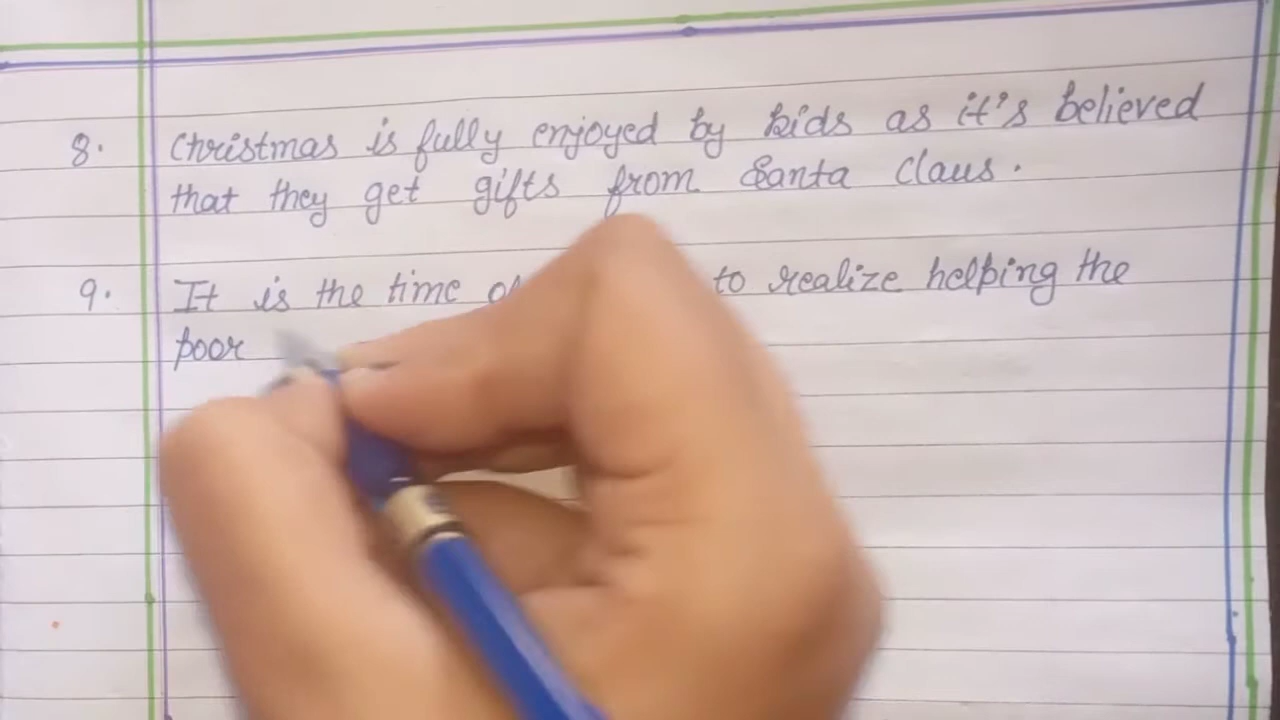 8. Christmas is fully enjoyed by kids as it's believed
that they get gifts from Santa Claus.
9. It is the time to realize helping the
poor